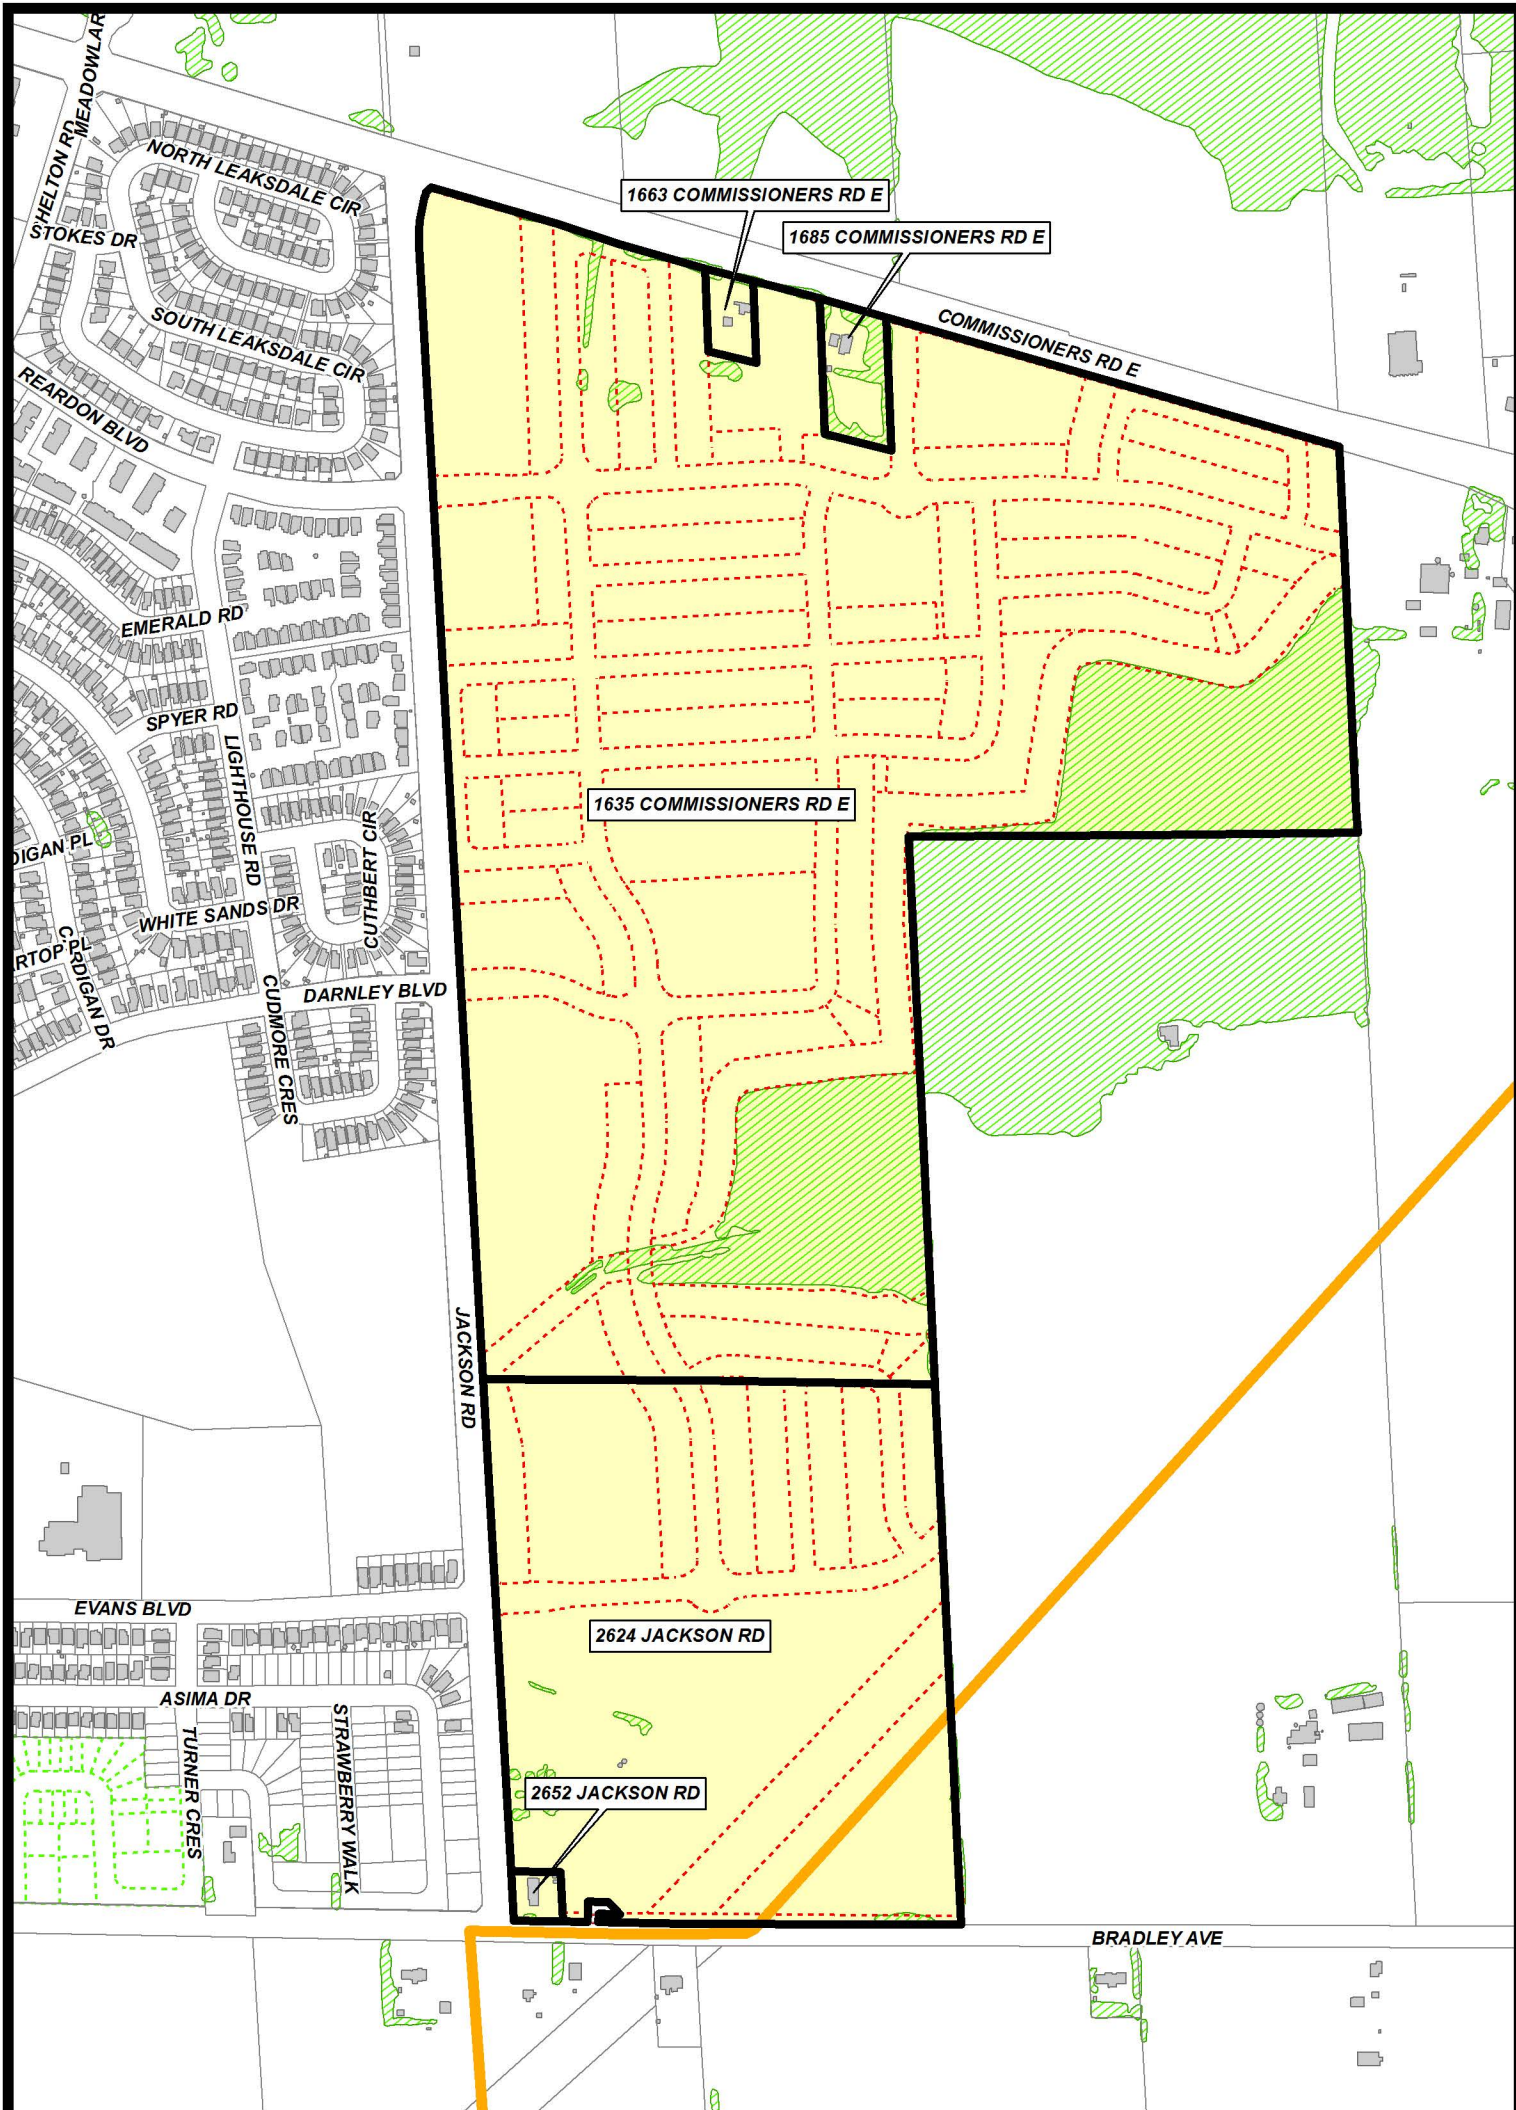 MEADOWLAR
SHELTON RD
NORTH LEAKSDALE CIR
STOKES DR
1663 COMMISSIONERS RD E
1685 COMMISSIONERS RD E
SOUTH LEAKSDALE CIR
COMMISSIONERS RD E
REARDON BLVD
EMERALD RD
SPYER RD
LIGHTHOUSE RD
1635 COMMISSIONERS RD E
CUTHBERT CIR
DIGAN PL
WHITE SANDS DR
RTOP PL
CARDIGAN DR
CUDMORE CRES
DARNLEY BLVD
JACKSON RD
EVANS BLVD
2624 JACKSON RD
ASIMA DR
TURNER CRES
STRAWBERRY WALK
2652 JACKSON RD
BRADLEY AVE